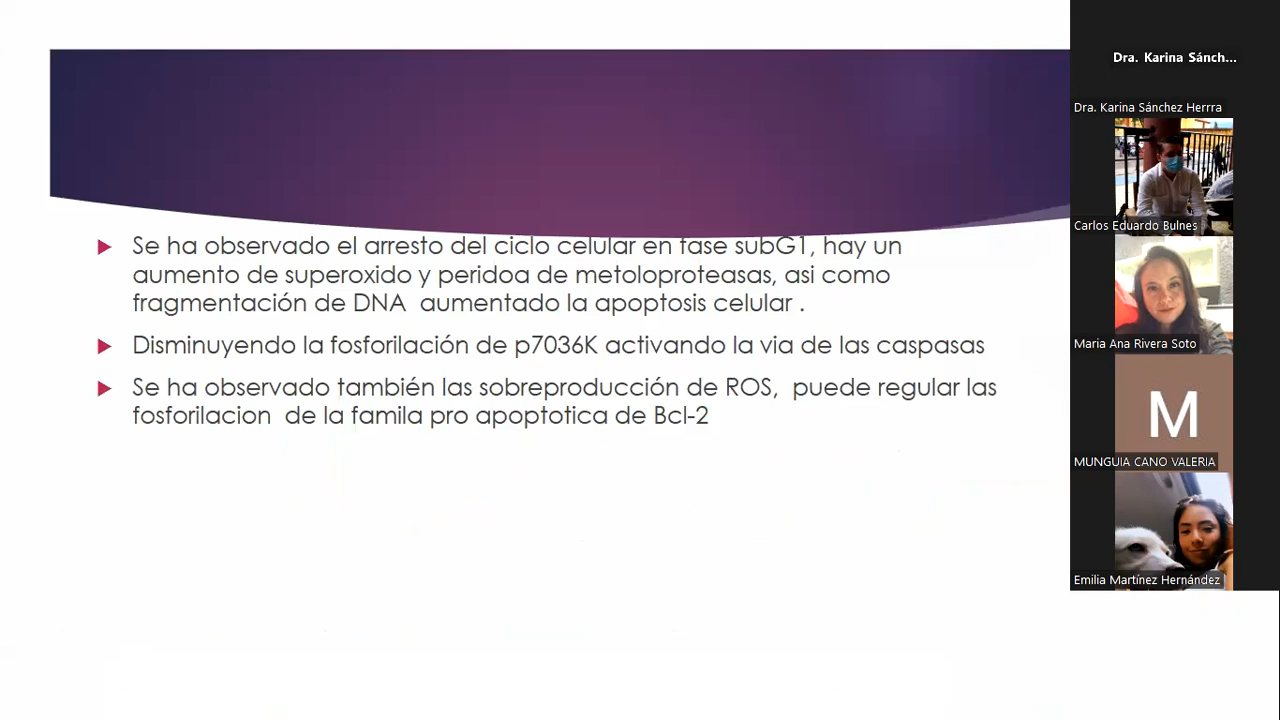 Se ha observado el arresto del ciclo celular en fase subG1, hay un
aumento de superoxido y peridoa de metoloproteasas, asi como
fragmentación de DNA aumentado la apoptosis celular .
Disminuyendo la fosforilación de p7036K activando la via de las caspasas
Se ha observado también las sobreproducción de ROS, puede regular las
fosforilacion de la famila pro apoptotica de Bcl-2
Dra. Karina Sánch...
Dra. Karina Sánchez Herrra
Carlos Eduardo Bulnes
Maria Ana Rivera Soto
M
MUNGUIA CANO VALERIA
Emilia Martínez Hernández